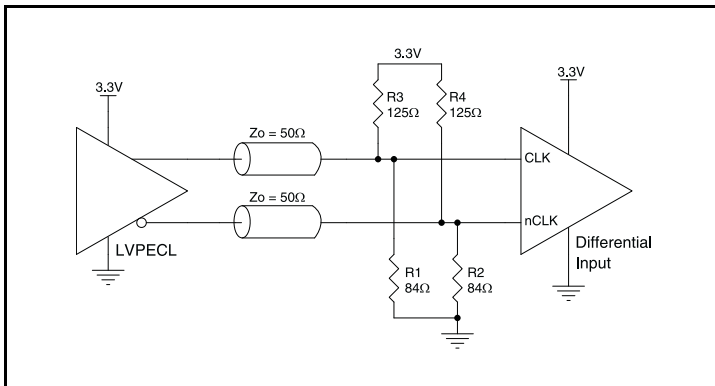 3.3V
3.3V
3.3V
R3
125Ω
R4
125Ω
Zo = 50Ω
CLK
Zo = 50Ω
nCLK
LVPECL
Differential
Input
R1
84Ω
R2
84Ω